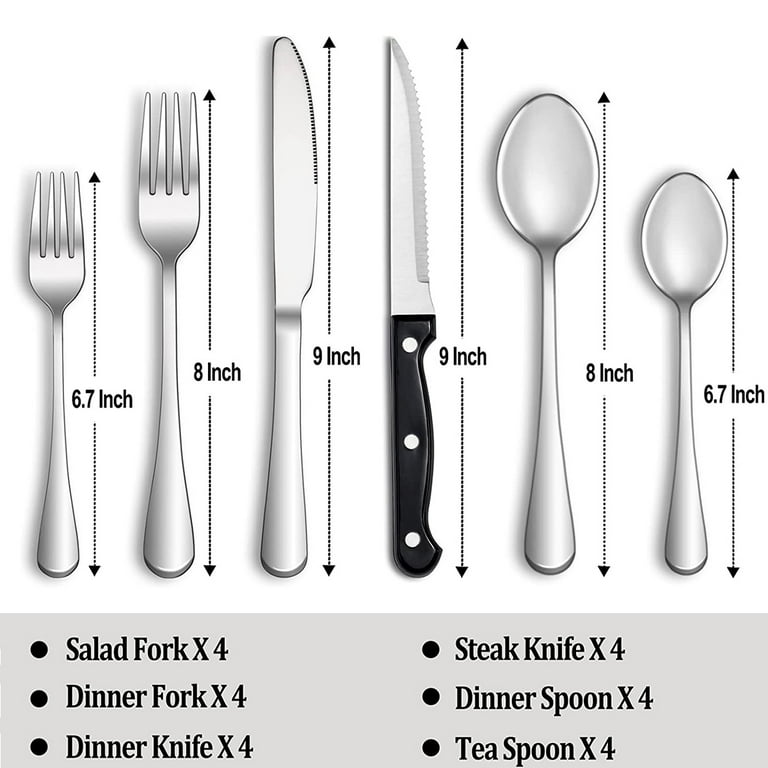 6.7 Inch
8 Inch
9 Inch
9 Inch
8 Inch
6.7 Inch
Salad Fork X 4
Dinner Fork X 4
Dinner Knife X 4
Steak Knife X 4
Dinner Spoon X 4
Tea Spoon X 4